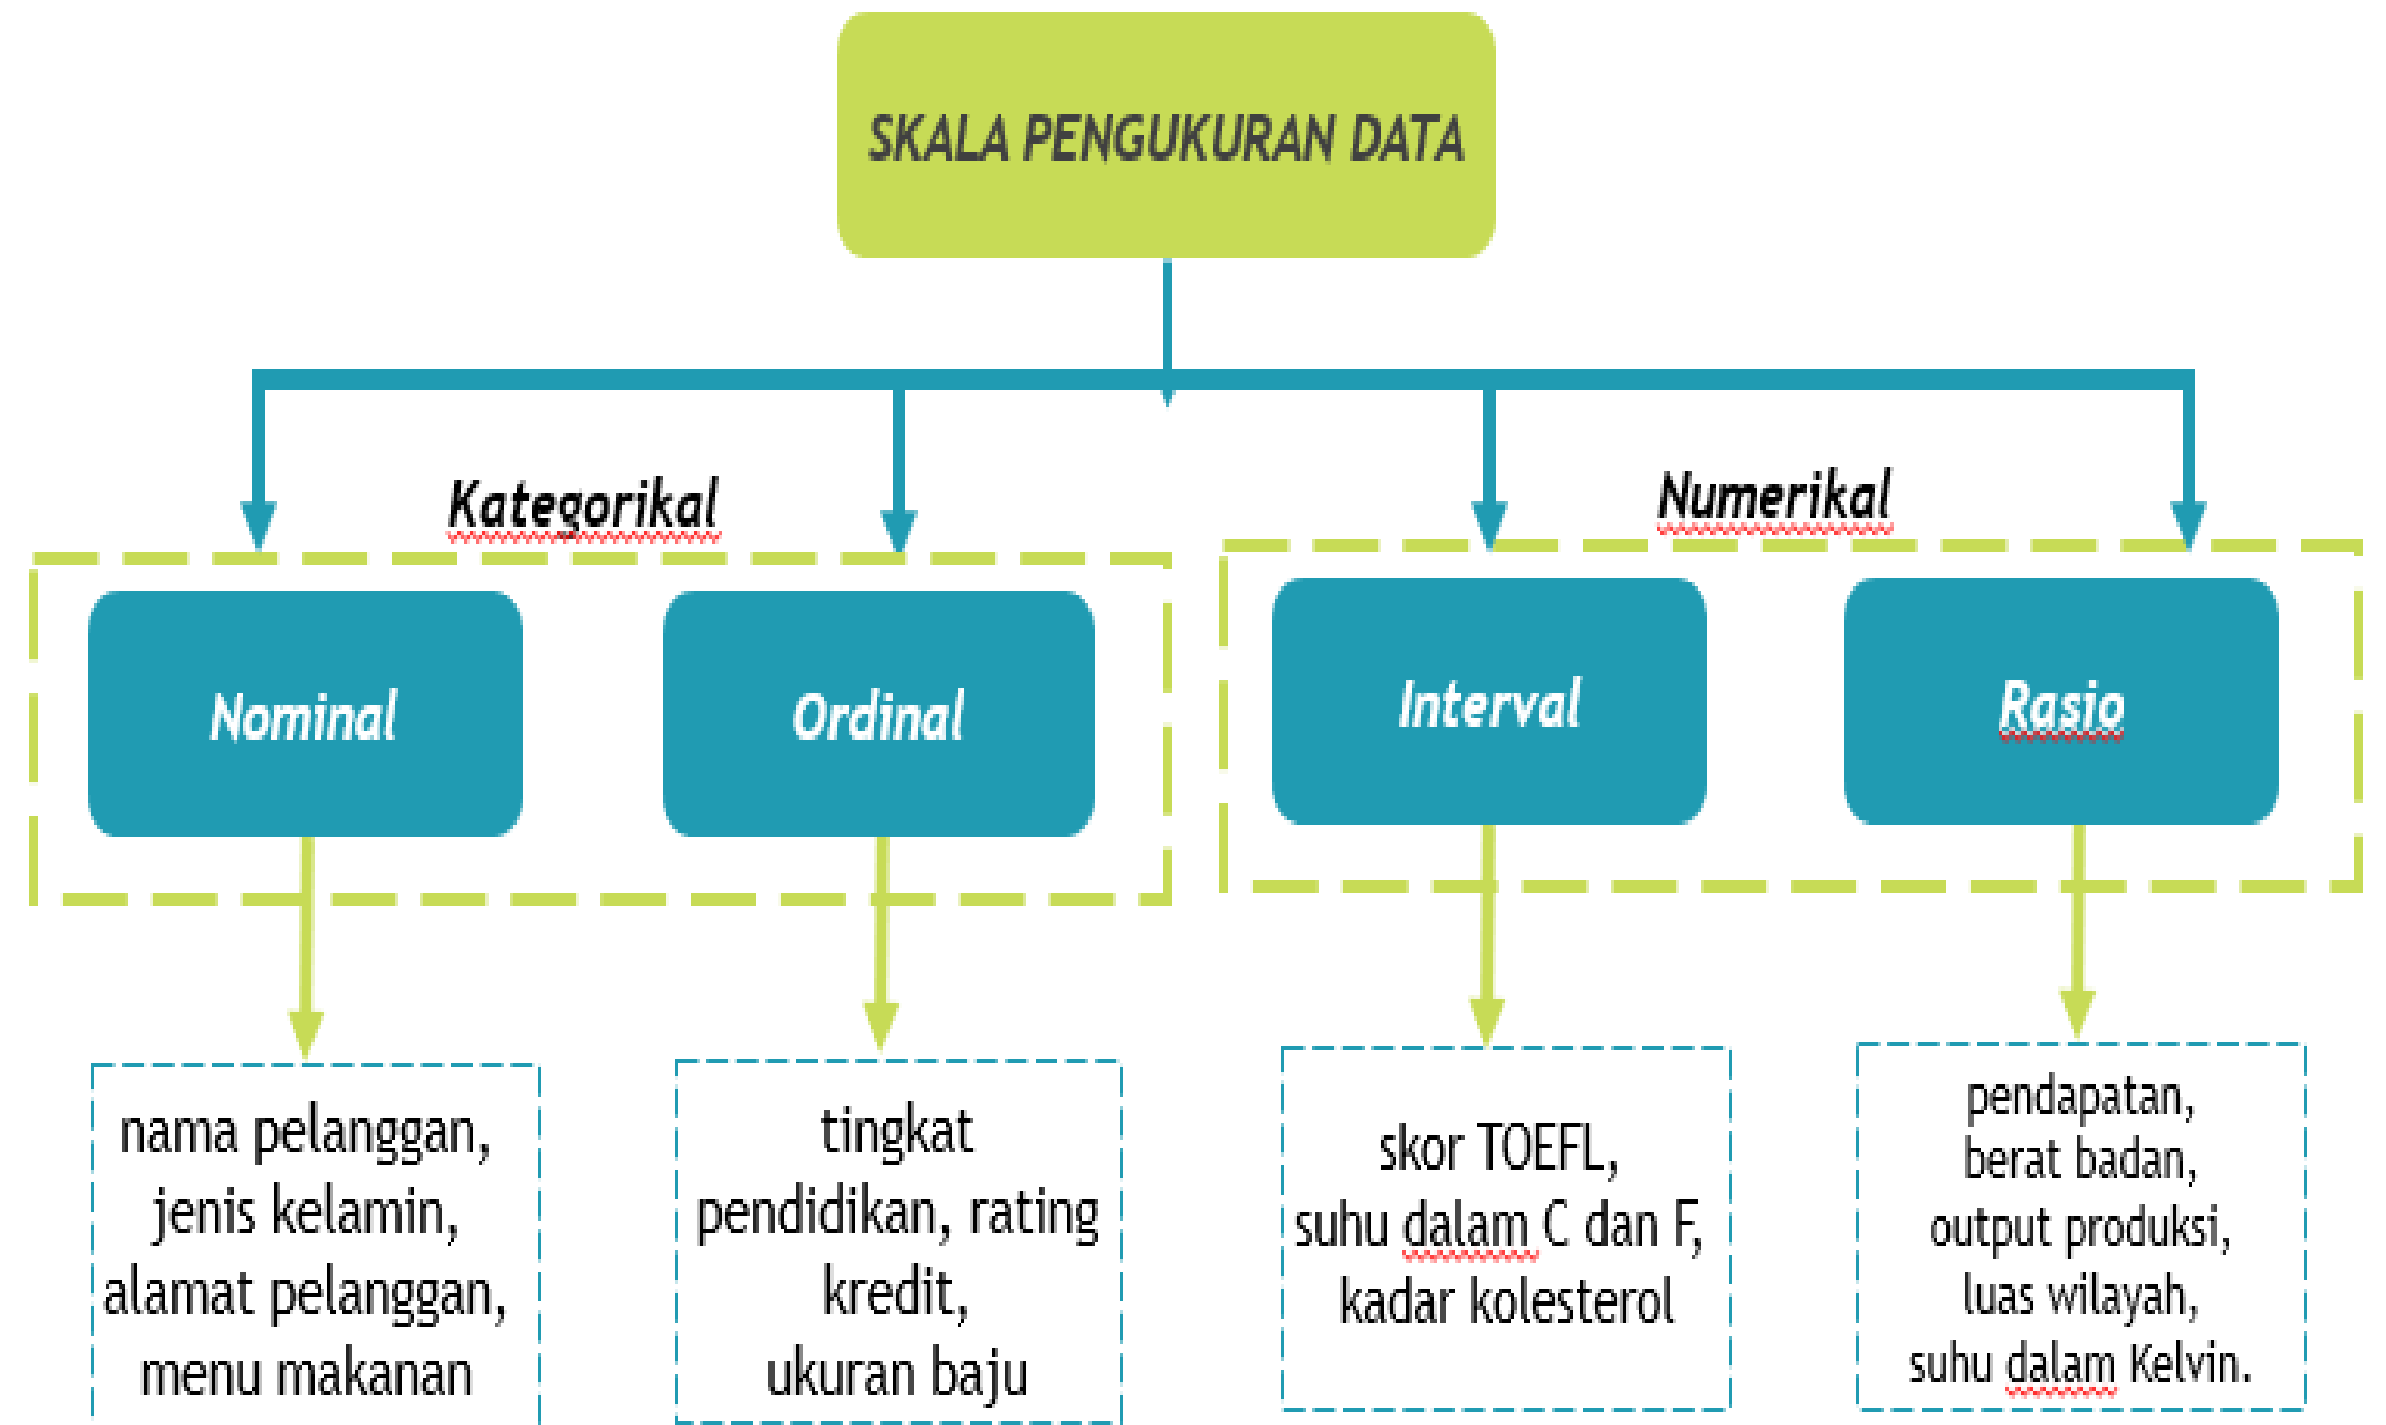 SKALA PENGUKURAN DATA
Kategorikal
Numerikal
Nominal
Ordinal
Interval
Rasio
nama pelanggan,
jenis kelamin,
alamat pelanggan,
menu makanan
tingkat
pendidikan, rating
kredit,
ukuran baju
skor TOEFL,
suhu dalam C dan F,
kadar kolesterol
pendapatan,
berat badan,
output produksi,
luas wilayah,
suhu dalam Kelvin.